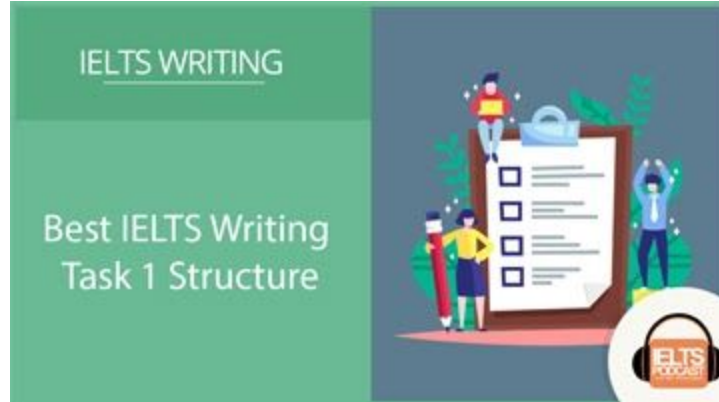 IELTS WRITING
Best IELTS Writing
Task 1 Structure
IELTS
PODCAST